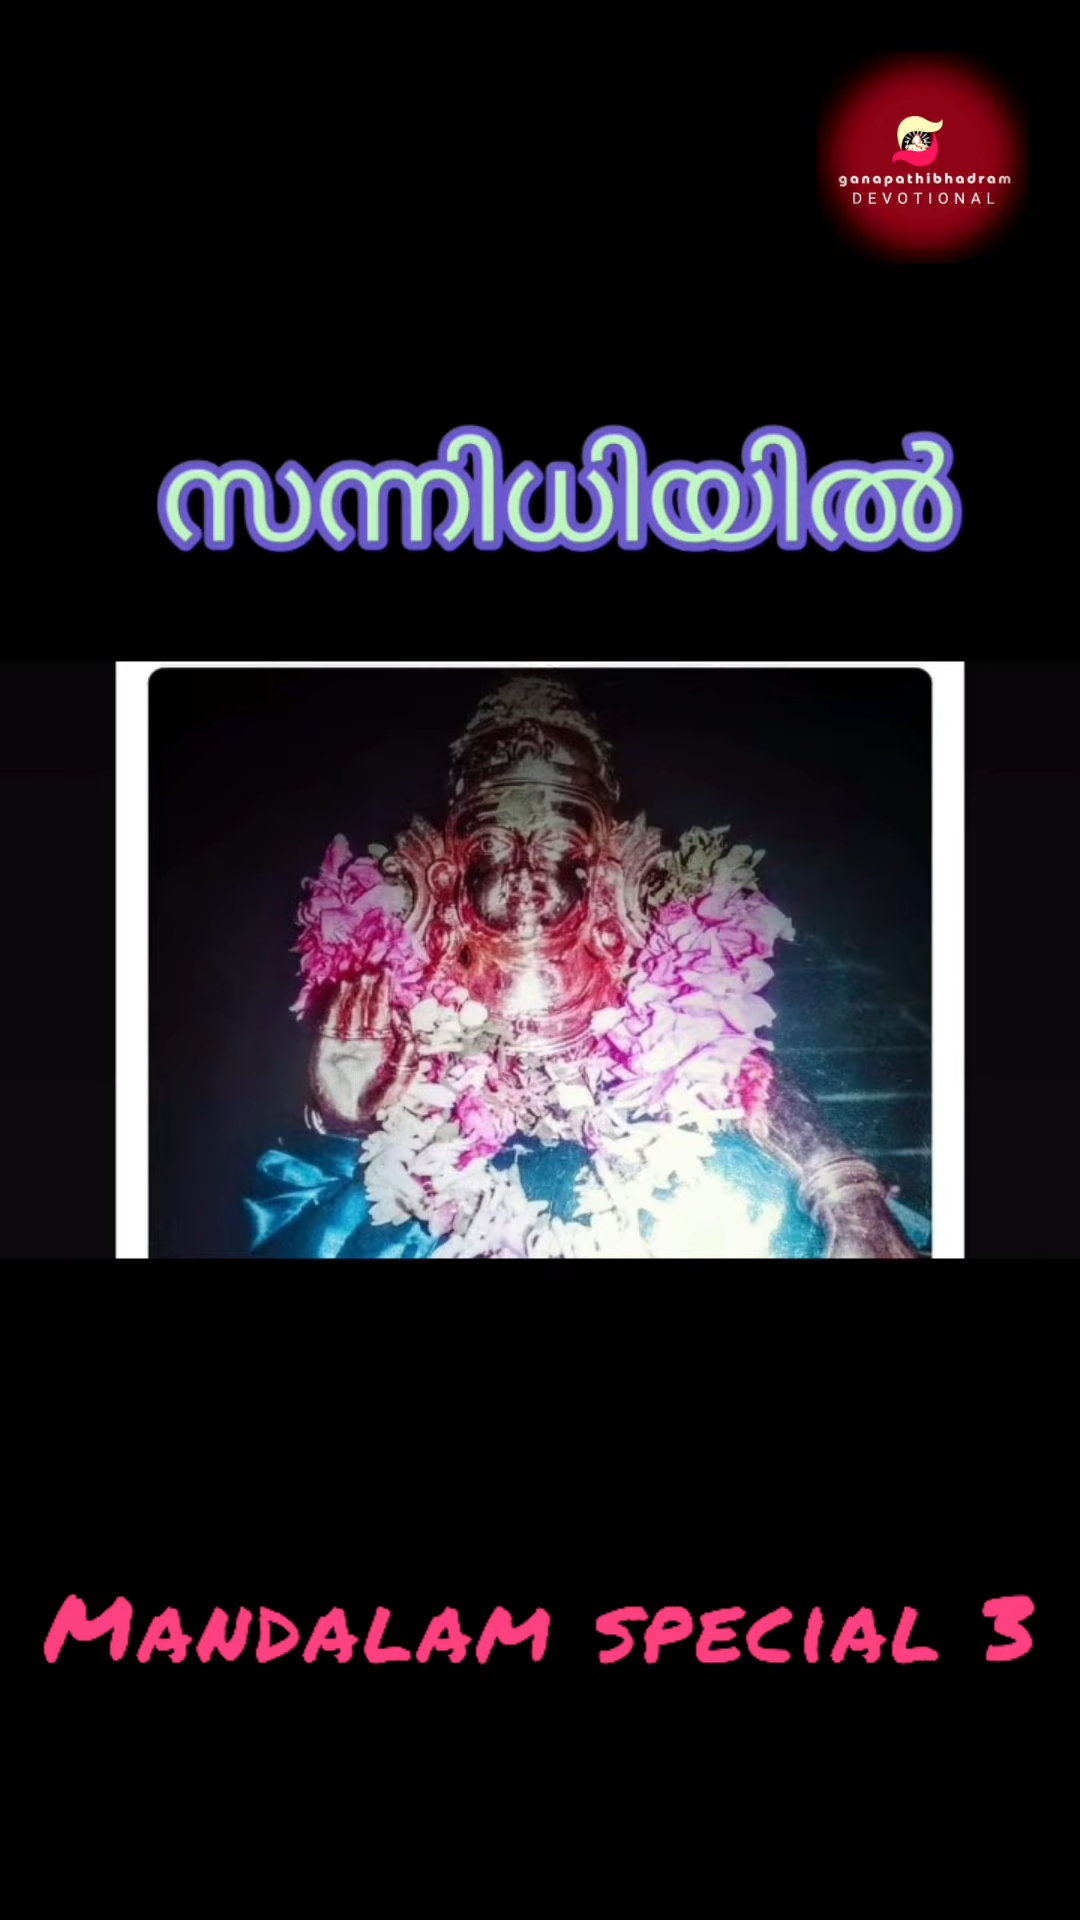 ganapathibhadram
DEVOTIONAL
സന്നിധിയിൽ
MANDALAM SPECIAL 3